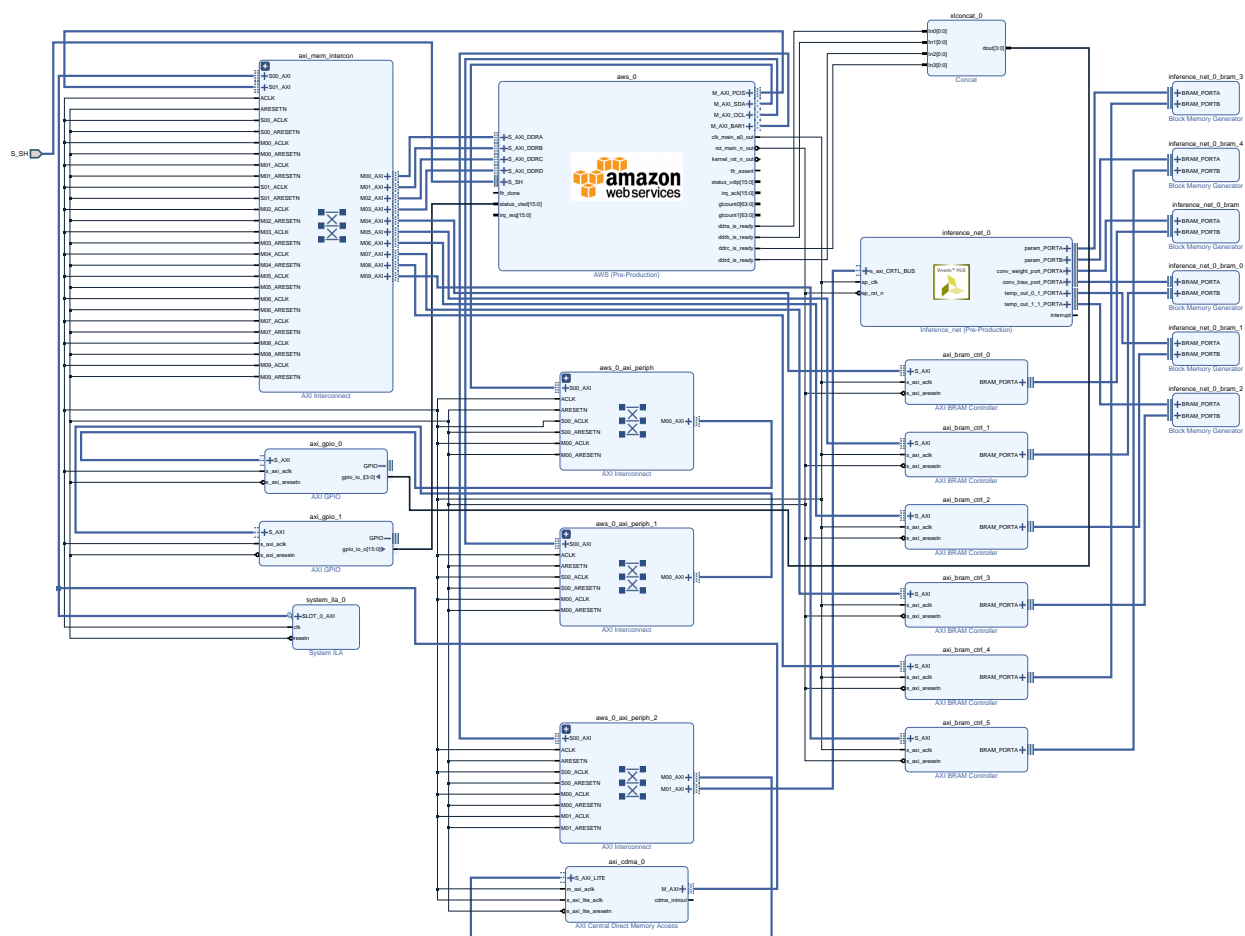 S_SH
axi_mem_intercon
S00_AXI
S01_AXI
ACLK
ARESETN
S00_ACLK
S00_ARESETN
M00_ACLK
M00_ARESETN
M01_ACLK
M01_ARESETN
S01_ACLK
S01_ARESETN
M02_ACLK
M02_ARESETN
M03_ACLK
M03_ARESETN
M04_ACLK
M04_ARESETN
M05_ACLK
M05_ARESETN
M06_ACLK
M06_ARESETN
M07_ACLK
M07_ARESETN
M08_ACLK
M08_ARESETN
M09_ACLK
M09_ARESETN
M00_AXI
M01_AXI
M02_AXI
M03_AXI
M04_AXI
M05_AXI
M06_AXI
M07_AXI
M08_AXI
M09_AXI
AXI Interconnect
aws_0
S_AXI_DDRA
S_AXI_DDRB
S_AXI_DDRC
S_AXI_DDRD
S_SH
flr_done
status_vled[15:0]
irq_req[15:0]
amazon
webservices
M_AXI_PCIS
M_AXI_SDA
M_AXI_OCL
M_AXI_BAR1
clk_main_a0_out
rst_main_n_out
kernel_rst_n_out
flr_assert
status_vdip[15:0]
irq_ack[15:0]
glcount0[63:0]
glcount1[63:0]
ddra_is_ready
ddrb_is_ready
ddrc_is_ready
ddrd_is_ready
AWS (Pre-Production)
xlconcat_0
In0[0:0]
In1[0:0]
In2[0:0]
In3[0:0]
dout[3:0]
Concat
inference_net_0
s_axi_CRTL_BUS
ap_clk
ap_rst_n
Vivado™ HLS
param_PORTA
param_PORTB
conv_weight_port_PORTA
conv_bias_port_PORTA
temp_out_0_1_PORTA
temp_out_1_1_PORTA
interrupt
Inference_net (Pre-Production)
inference_net_0_bram_3
BRAM_PORTA
BRAM_PORTB
Block Memory Generator
inference_net_0_bram_4
BRAM_PORTA
BRAM_PORTB
Block Memory Generator
inference_net_0_bram
BRAM_PORTA
BRAM_PORTB
Block Memory Generator
inference_net_0_bram_0
BRAM_PORTA
BRAM_PORTB
Block Memory Generator
inference_net_0_bram_1
BRAM_PORTA
BRAM_PORTB
Block Memory Generator
inference_net_0_bram_2
BRAM_PORTA
BRAM_PORTB
Block Memory Generator
axi_gpio_0
S_AXI
s_axi_aclk
s_axi_aresetn
GPIO
gpio_io_i[3:0]
AXI GPIO
axi_gpio_1
S_AXI
s_axi_aclk
s_axi_aresetn
GPIO
gpio_io_o[15:0]
AXI GPIO
system_ila_0
SLOT_0_AXI
clk
resetn
System ILA
aws_0_axi_periph
S00_AXI
ACLK
ARESETN
S00_ACLK
S00_ARESETN
M00_ACLK
M00_ARESETN
M00_AXI
AXI Interconnect
aws_0_axi_periph_1
S00_AXI
ACLK
ARESETN
S00_ACLK
S00_ARESETN
M00_ACLK
M00_ARESETN
M00_AXI
AXI Interconnect
aws_0_axi_periph_2
S00_AXI
ACLK
ARESETN
S00_ACLK
S00_ARESETN
M00_ACLK
M00_ARESETN
M01_ACLK
M01_ARESETN
M00_AXI
M01_AXI
AXI Interconnect
axi_cdma_0
S_AXI_LITE
m_axi_aclk
s_axi_lite_aclk
s_axi_lite_aresetn
M_AXI
cdma_introut
AXI Central Direct Memory Access
axi_bram_ctrl_0
S_AXI
s_axi_aclk
s_axi_aresetn
BRAM_PORTA
AXI BRAM Controller
axi_bram_ctrl_1
S_AXI
s_axi_aclk
s_axi_aresetn
BRAM_PORTA
AXI BRAM Controller
axi_bram_ctrl_2
S_AXI
s_axi_aclk
s_axi_aresetn
BRAM_PORTA
AXI BRAM Controller
axi_bram_ctrl_3
S_AXI
s_axi_aclk
s_axi_aresetn
BRAM_PORTA
AXI BRAM Controller
axi_bram_ctrl_4
S_AXI
s_axi_aclk
s_axi_aresetn
BRAM_PORTA
AXI BRAM Controller
axi_bram_ctrl_5
S_AXI
s_axi_aclk
s_axi_aresetn
BRAM_PORTA
AXI BRAM Controller